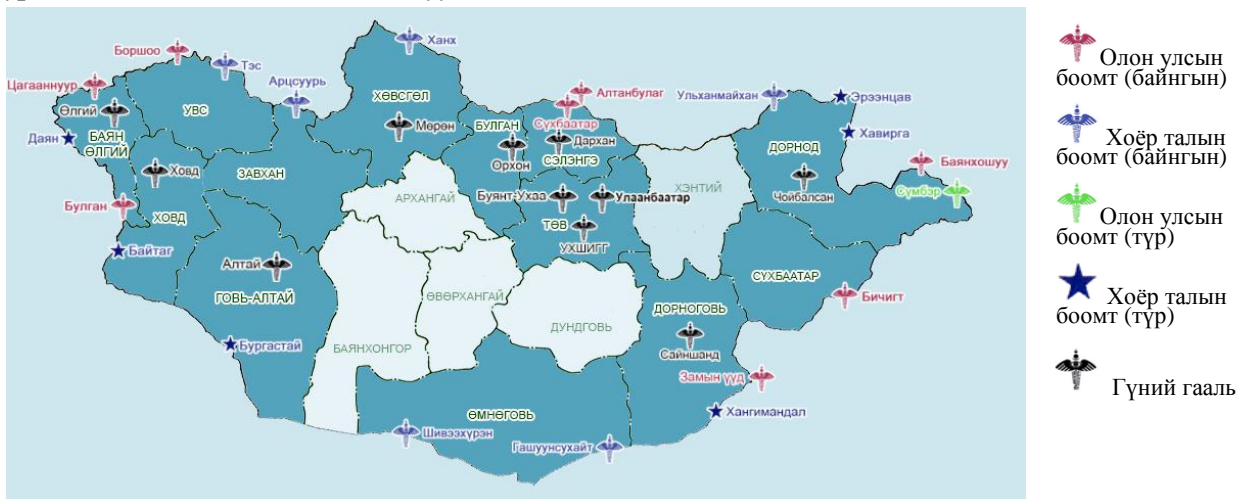 Ханх
Боршоо
Тэс
Цагааннуур
Арцсуурь
Алтанбулаг
Ульханмайхан
Эрээнцав
Өлгий
УВС
ХӨВСГӨЛ
Сүхбаатар
Мөрөн
БУЛГАН
Дархан
Хавирга
Даян
БАЯН
ӨЛГИЙ
Орхон
СЭЛЭНГЭ
ДОРНОД
Баянхошуу
Ховд
ЗАВХАН
ХЭНТИЙ
АРХАНГАЙ
Буянт-Ухаа
Улаанбаатар
Чойбалсан
Сүмбэр
Булган
ХОВД
ТӨВ
УХШИГГ
Байтаг
Алтай
СҮХБААТАР
ГОВЬ-АЛТАЙ
ӨВӨРХАНГАЙ
Бичигт
ДОРНОГОВЬ
ДУНДГОВЬ
Бургастай
БАЯНХОНГОР
Сайншанд
Замын үүд
ӨМНӨГОВЬ
Хангимандал
Шивээхүрэн
Гашуунсухайт
Олон улсын
боомт (байнгын)
Хоёр талын
боомт (байнгын)
Олон улсын
боомт (түр)
Хоёр талын
боомт (түр)
Гүний гааль